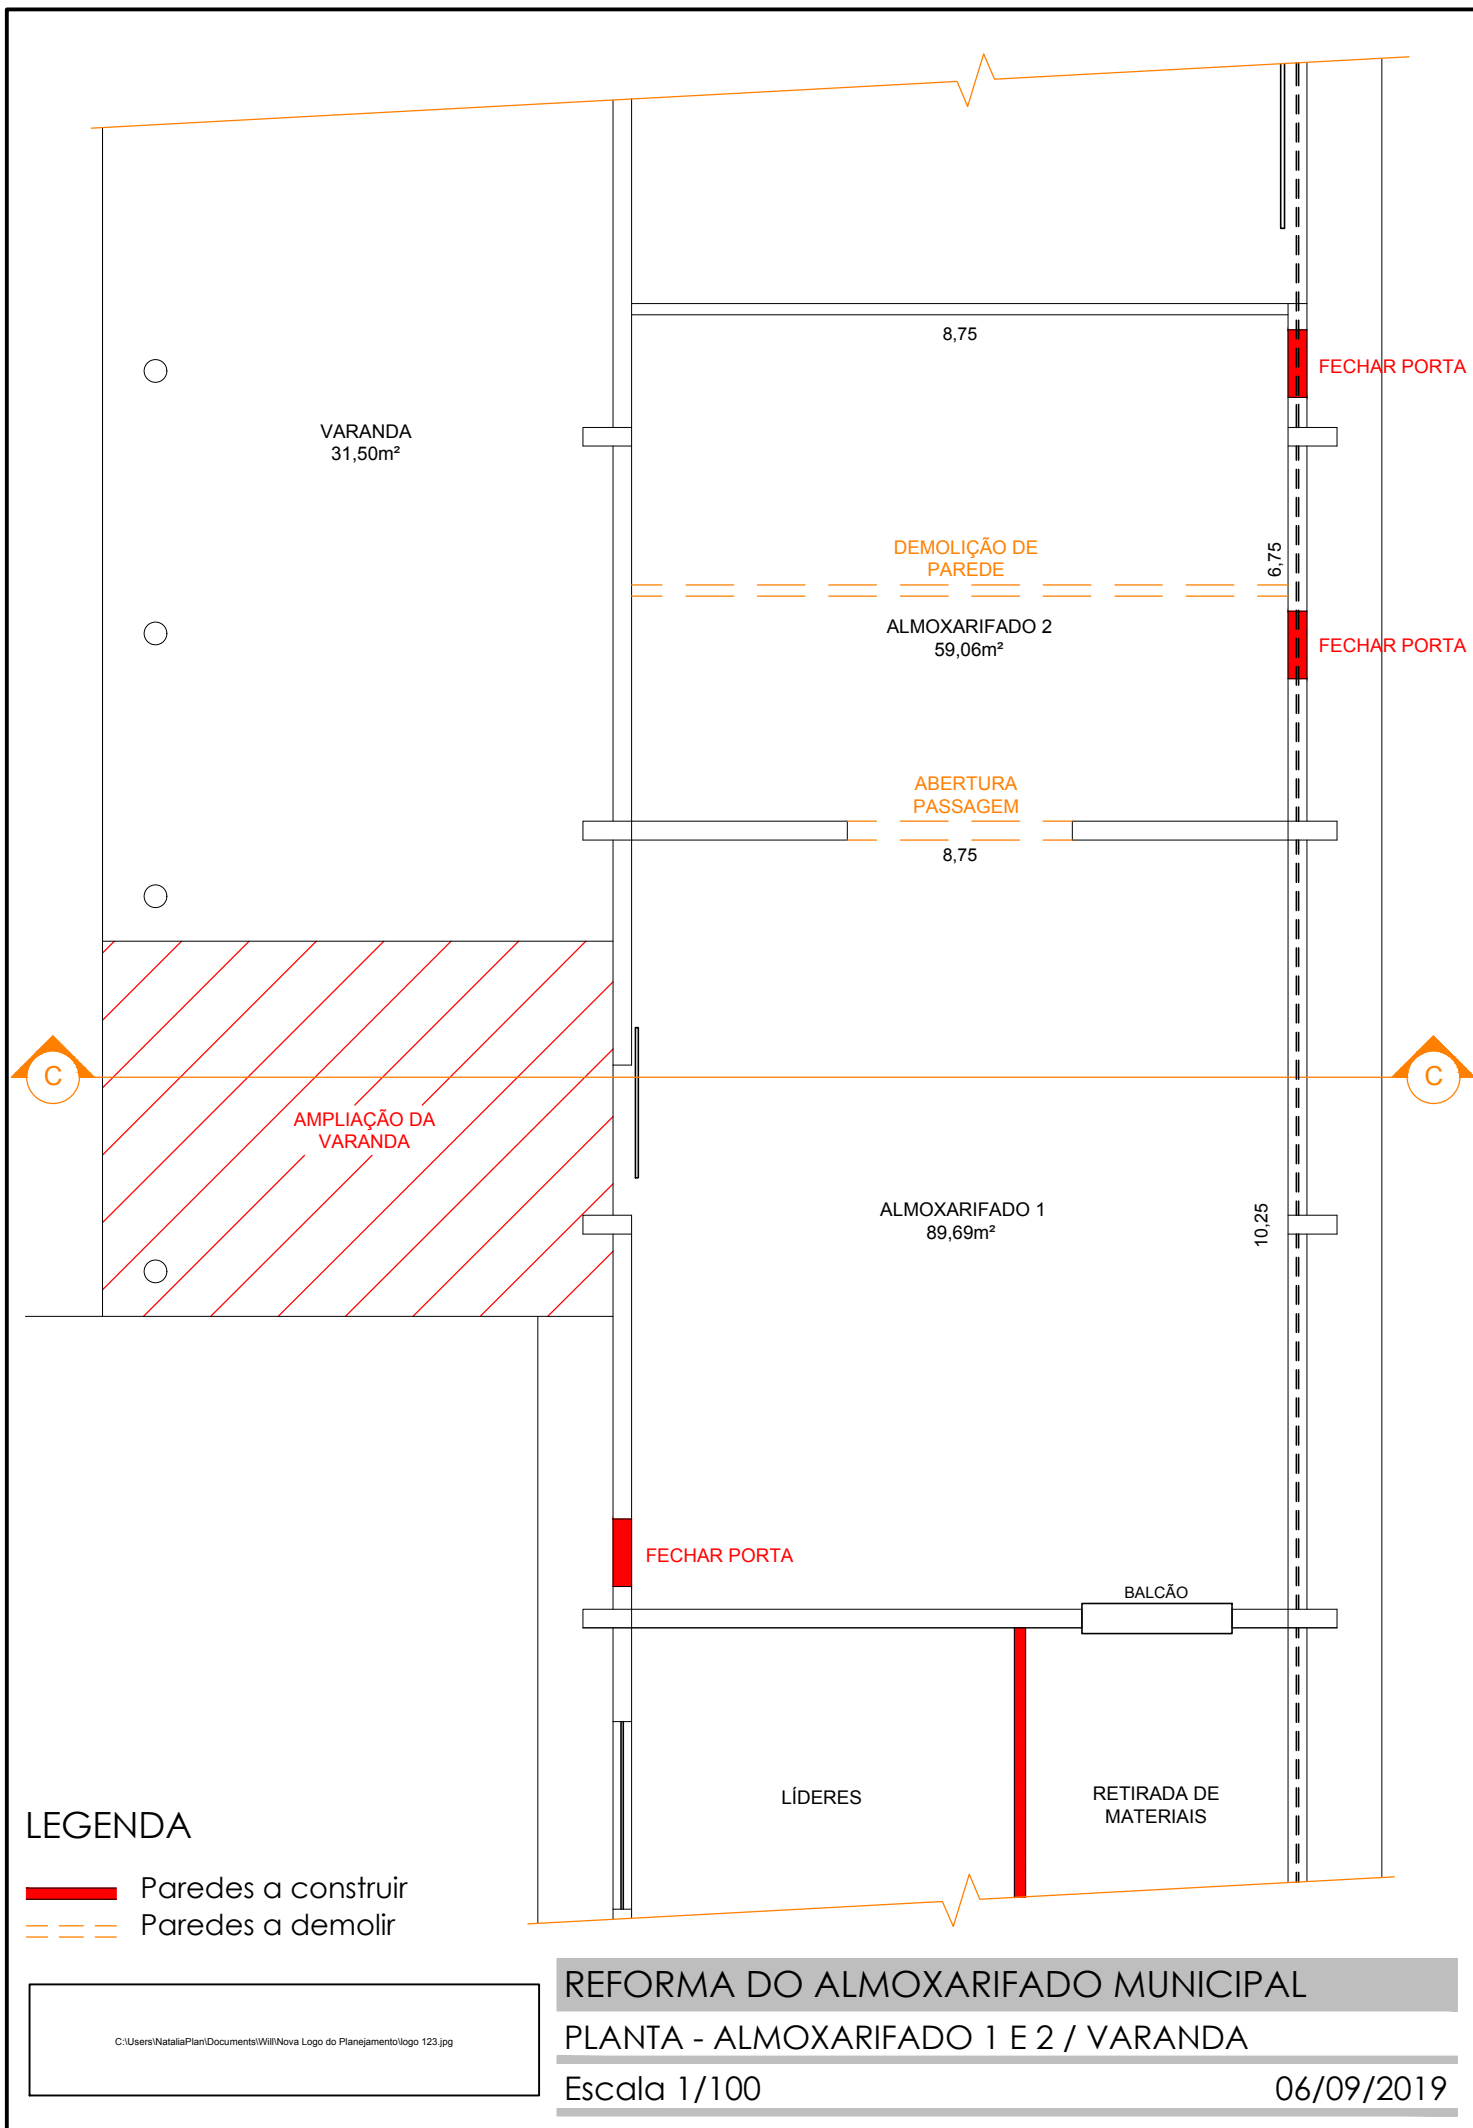 8,75
FECHAR PORTA
VARANDA
31,50m²
DEMOLIÇÃO DE
PAREDE
6,75
ALMOXARIFADO 2
59,06m²
FECHAR PORTA
ABERTURA
PASSAGEM
8,75
C
C
AMPLIAÇÃO DA
VARANDA
ALMOXARIFADO 1
89,69m²
10,25
FECHAR PORTA
BALCÃO
LÍDERES
RETIRADA DE
MATERIAIS
LEGENDA
Paredes a construir
Paredes a demolir
C:\Users\NataliaPlan\Documents\Will\Nova Logo do Planejamento\logo 123.jpg
REFORMA DO ALMOXARIFADO MUNICIPAL
PLANTA - ALMOXARIFADO 1 E 2 / VARANDA
Escala 1/100
06/09/2019